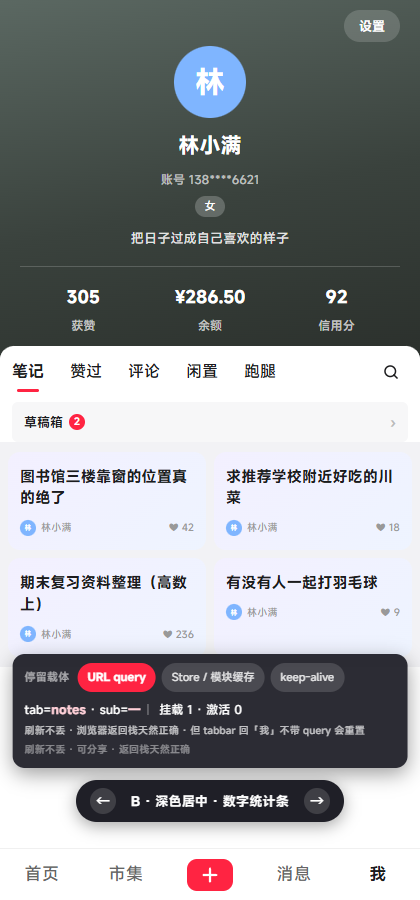 设置
林
林小满
账号 138****6621
女
把日子过成自己喜欢的样子
305 ¥286.50 92
获赞 余额 信用分
笔记 赞过 评论 闲置 跑腿
草稿箱 2
图书馆三楼靠窗的位置真的绝了
林 林小满 42
求推荐学校附近好吃的川菜
林 林小满 18
期末复习资料整理（高数上）
林 林小满 236
有没有人一起打羽毛球
林 林小满 9
停留载体 URL query Store / 模块缓存 keep-alive
tab=notes · sub=— | 挂载 1 · 激活 0
刷新不丢 · 浏览器返回栈天然正确 · 但 tabbar 回「我」不带 query 会重置
刷新不丢 · 可分享 · 返回栈天然正确
← B · 深色居中 · 数字统计条 →
首页 市集 + 消息 我